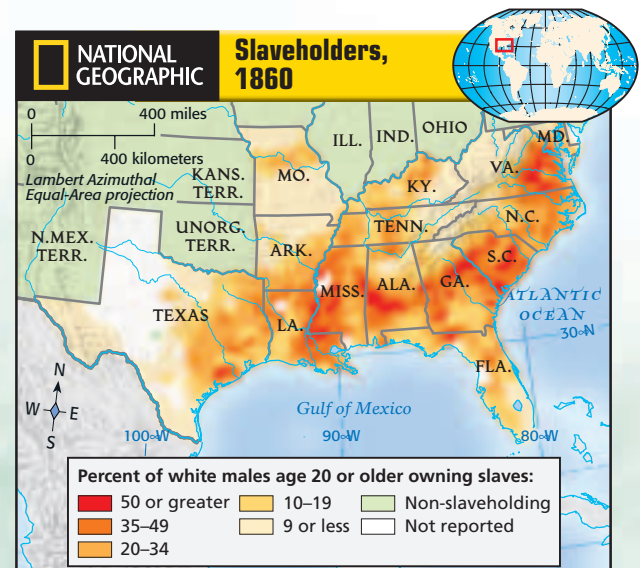 NATIONAL
GEOGRAPHIC
Slaveholders,
1860
0 400 miles
0 400 kilometers
Lambert Azimuthal
Equal-Area projection
ILL.
IND.
OHIO
MD.
KANS.
TERR.
MO.
KY.
VA.
UNORG.
TERR.
TENN.
N.C.
N.MEX.
TERR.
ARK.
S.C.
MISS.
ALA.
GA.
TEXAS
LA.
ATLANTIC
OCEAN
30°N
FLA.
N
W E
S
Gulf of Mexico
100°W
90°W
80°W
Percent of white males age 20 or older owning slaves:
50 or greater
35–49
20–34
10–19
9 or less
Non-slaveholding
Not reported